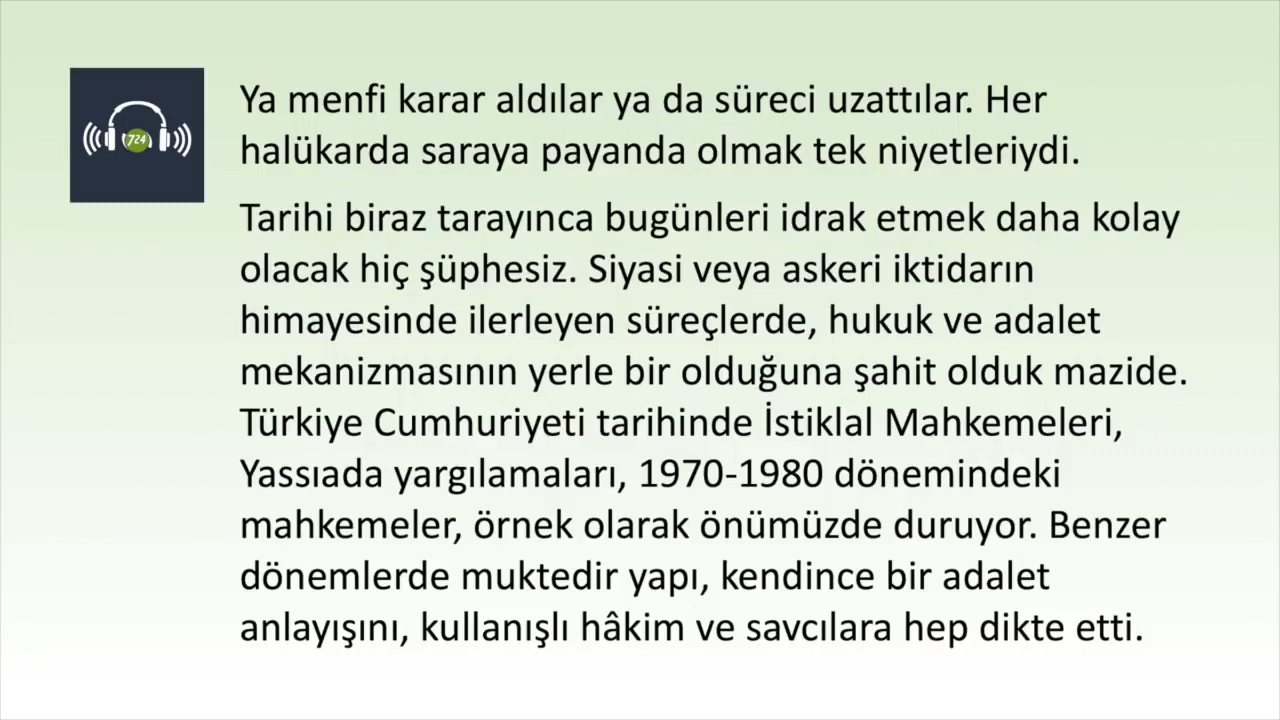 724
Ya menfi karar aldılar ya da süreci uzattılar. Her
halükarda saraya payanda olmak tek niyetleriydi.
Tarihi biraz tarayınca bugünleri idrak etmek daha kolay
olacak hiç şüphesiz. Siyasi veya askeri iktidarın
himayesinde ilerleyen süreçlerde, hukuk ve adalet
mekanizmasının yerle bir olduğuna şahit olduk mazide.
Türkiye Cumhuriyeti tarihinde İstiklal Mahkemeleri,
Yassıada yargılamaları, 1970-1980 dönemindeki
mahkemeler, örnek olarak önümüzde duruyor. Benzer
dönemlerde muktedir yapı, kendince bir adalet
anlayışını, kullanışlı hâkim ve savcılara hep dikte etti.